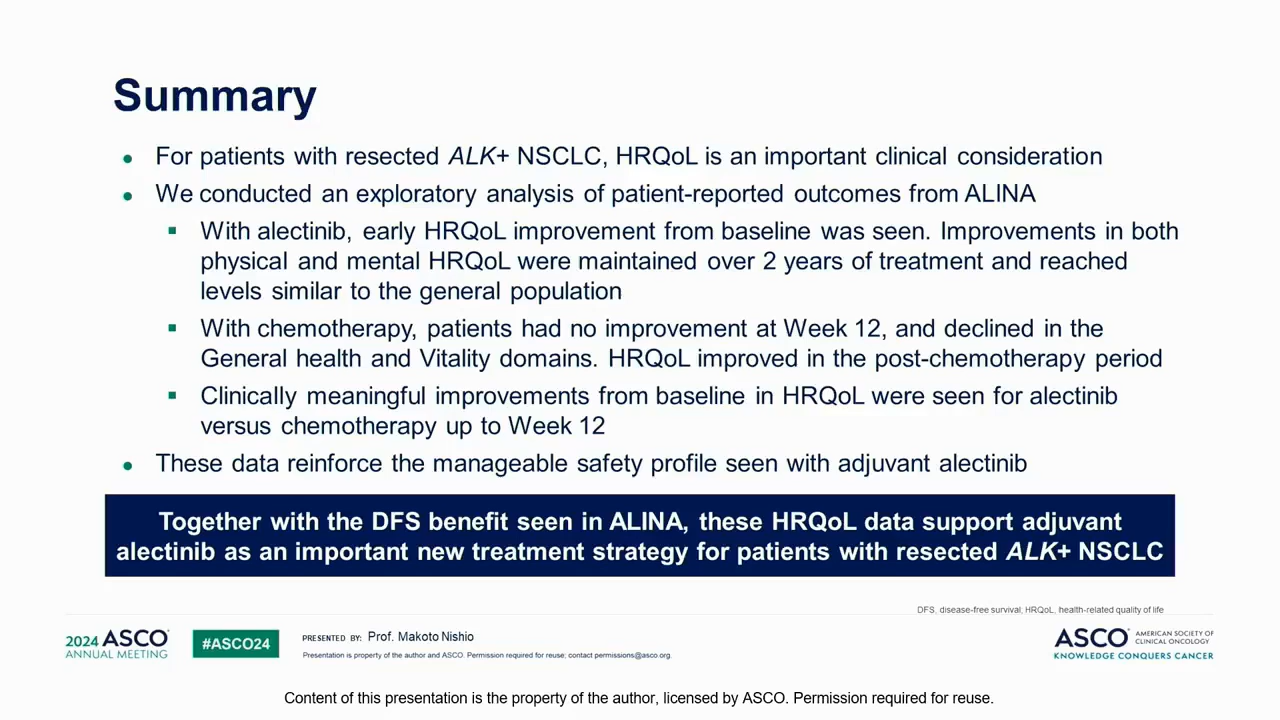 Summary
For patients with resected ALK+ NSCLC, HRQoL is an important clinical consideration
We conducted an exploratory analysis of patient-reported outcomes from ALINA
With alectinib, early HRQoL improvement from baseline was seen. Improvements in both
physical and mental HRQoL were maintained over 2 years of treatment and reached
levels similar to the general population
With chemotherapy, patients had no improvement at Week 12, and declined in the
General health and Vitality domains. HRQoL improved in the post-chemotherapy period
Clinically meaningful improvements from baseline in HRQoL were seen for alectinib
versus chemotherapy up to Week 12
These data reinforce the manageable safety profile seen with adjuvant alectinib
Together with the DFS benefit seen in ALINA, these HRQoL data support adjuvant
alectinib as an important new treatment strategy for patients with resected ALK+ NSCLC
DFS, disease-free survival; HRQoL, health-related quality of life
2024 ASCO
ANNUAL MEETING
#ASCO24
PRESENTED BY: Prof. Makoto Nishio
Presentation is property of the author and ASCO. Permission required for reuse; contact permissions@asco.org.
ASCO AMERICAN SOCIETY OF
CLINICAL ONCOLOGY
KNOWLEDGE CONQUERS CANCER
Content of this presentation is the property of the author, licensed by ASCO. Permission required for reuse.